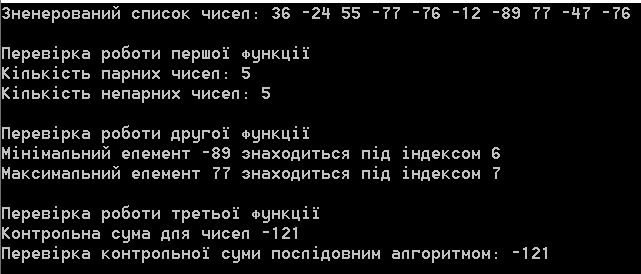 Зненерований список чисел: 36 -24 55 -77 -76 -12 -89 77 -47 -76
Перевірка роботи першої функції
Кількість парних чисел: 5
Кількість непарних чисел: 5
Перевірка роботи другої функції
Мінімальний елемент -89 знаходиться під індексом 6
Максимальний елемент 77 знаходиться під індексом 7
Перевірка роботи третьої функції
Контрольна сума для чисел -121
Перевірка контрольної суми послідовним алгоритмом: -121